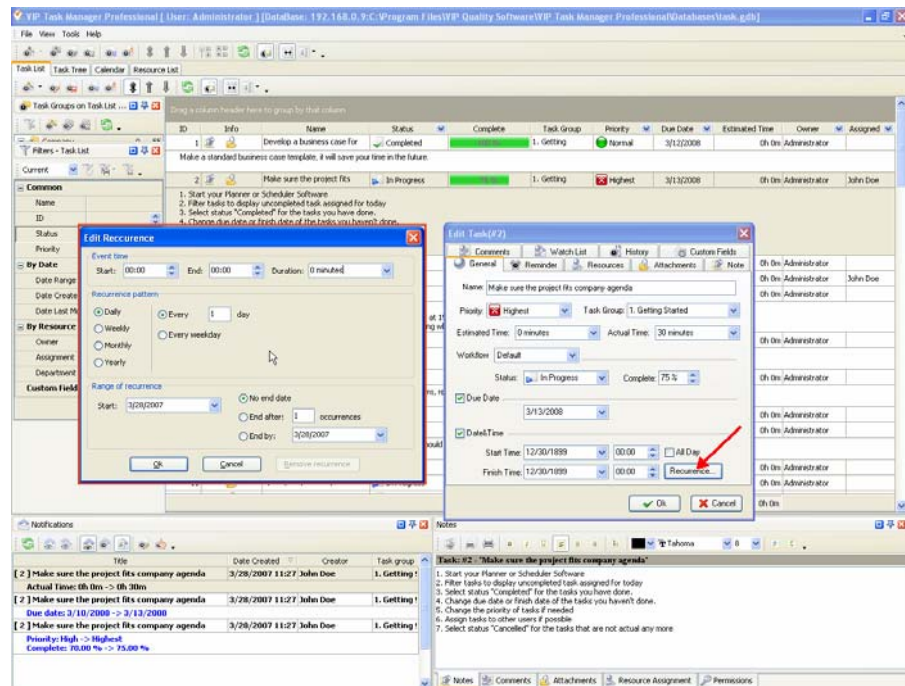 VIP Task Manager Professional [ User: Administrator ] [DataBase: 192.168.0.9:C:\Program Files\VIP Quality Software\VIP Task Manager Professional\Databases\task.gdb]
File View Tools Help
Task List Task Tree Calendar Resource List
Task Groups on Task List ...
Drag a column header here to group by that column
ID Info Name Status Complete Task Group Priority Due Date Estimated Time Owner Assigned
1 Develop a business case for Completed 1. Getting Normal 3/12/2008 0h 0m Administrator
Make a standard business case template, it will save your time in the future.
2 Make sure the project fits In Progress 1. Getting Highest 3/13/2008 0h 0m Administrator John Doe
1. Start your Planner or Scheduler Software
2. Filter tasks to display uncompleted task assigned for today
3. Select status "Completed" for the tasks you have done.
4. Change due date or finish date of the tasks you haven't done.
Filters - Task List
Current
Common
Name
ID
Status
Priority
By Date
Date Range
Date Create
Date Last M
By Resource
Owner
Assignment
Department
Custom Field
Edit Reccurence
Event time
Start: 00:00 End: 00:00 Duration: 0 minutes
Recurrence pattern
Daily Every 1 day
Weekly Every weekday
Monthly
Yearly
Range of recurrence
Start: 3/28/2007 No end date
End after: 1 occurrences
End by: 3/28/2007
Ok Cancel Remove recurrence
Edit Task(#2)
Comments Watch List History Custom Fields
General Reminder Resources Attachments Note
Name: Make sure the project fits company agenda
Priority: Highest Task Group: 1. Getting Started
Estimated Time: 0 minutes Actual Time: 30 minutes
Workflow Default
Status: In Progress Complete: 75 %
Due Date
3/13/2008
Date&Time
Start Time: 12/30/1899 00:00 All Day
Finish Time: 12/30/1899 00:00 Recurrence...
Ok Cancel
0h 0m Administrator
0h 0m Administrator John Doe
0h 0m Administrator
0h 0m Administrator
0h 0m Administrator
0h 0m Administrator
0h 0m Administrator
0h 0m Administrator
0h 0m Administrator
0h 0m
Notifications
Title Date Created Creator Task group
[ 2 ] Make sure the project fits company agenda 3/28/2007 11:27 John Doe 1. Getting
Actual Time: 0h 0m -> 0h 30m
[ 2 ] Make sure the project fits company agenda 3/28/2007 11:27 John Doe 1. Getting
Due date: 3/10/2008 -> 3/13/2008
[ 2 ] Make sure the project fits company agenda 3/28/2007 11:27 John Doe 1. Getting
Priority: High -> Highest
Complete: 70.00 % -> 75.00 %
Notes
Tahoma 8
Task: #2 - "Make sure the project fits company agenda"
1. Start your Planner or Scheduler Software
2. Filter tasks to display uncompleted task assigned for today
3. Select status "Completed" for the tasks you have done.
4. Change due date or finish date of the tasks you haven't done.
5. Change the priority of tasks if needed
6. Assign tasks to other users if possible
7. Select status "Cancelled" for the tasks that are not actual any more
Notes Comments Attachments Resource Assignment Permissions